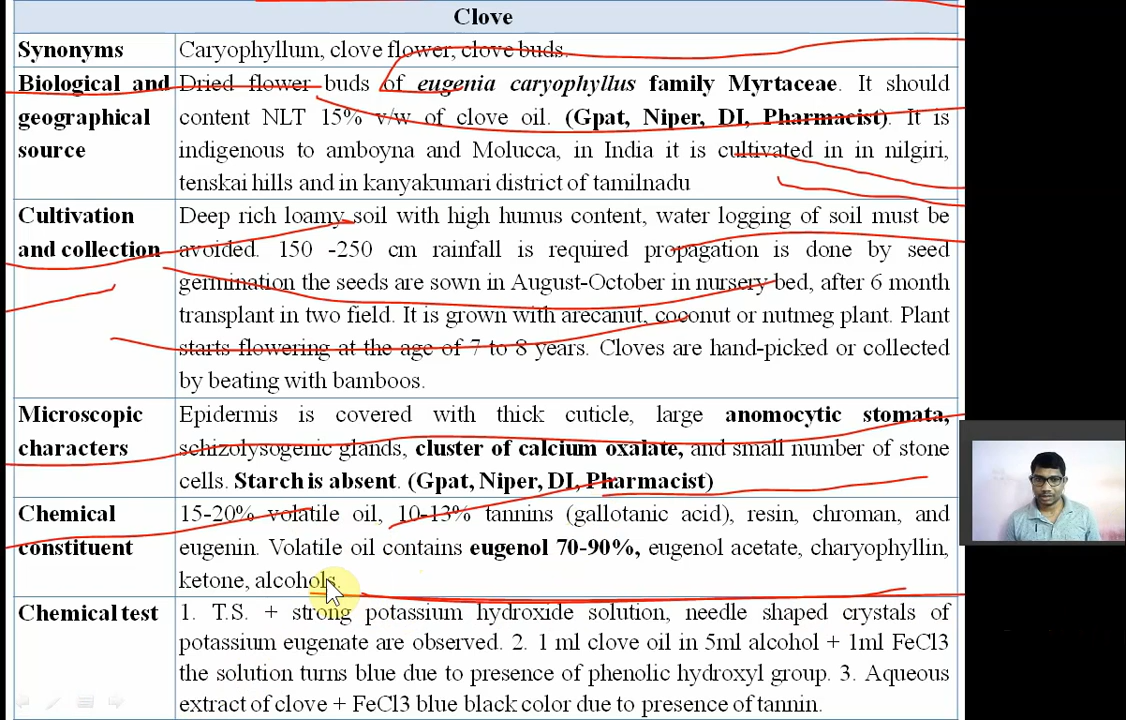 Clove
Synonyms
Caryophyllum, clove flower, clove buds.
Biological and
geographical
source
Dried flower buds of eugenia caryophyllus family Myrtaceae. It should
content NLT 15% v/w of clove oil. (Gpat, Niper, DI, Pharmacist). It is
indigenous to amboyna and Molucca, in India it is cultivated in in nilgiri,
tenskai hills and in kanyakumari district of tamilnadu
Cultivation
and collection
Deep rich loamy soil with high humus content, water logging of soil must be
avoided. 150 -250 cm rainfall is required propagation is done by seed
germination the seeds are sown in August-October in nursery bed, after 6 month
transplant in two field. It is grown with arecanut, coconut or nutmeg plant. Plant
starts flowering at the age of 7 to 8 years. Cloves are hand-picked or collected
by beating with bamboos.
Microscopic
characters
Epidermis is covered with thick cuticle, large anomocytic stomata,
schizolysogenic glands, cluster of calcium oxalate, and small number of stone
cells. Starch is absent. (Gpat, Niper, DI, Pharmacist)
Chemical
constituent
15-20% volatile oil, 10-13% tannins (gallotanic acid), resin, chroman, and
eugenin. Volatile oil contains eugenol 70-90%, eugenol acetate, charyophyllin,
ketone, alcohols.
Chemical test
1. T.S. + strong potassium hydroxide solution, needle shaped crystals of
potassium eugenate are observed. 2. 1 ml clove oil in 5ml alcohol + 1ml FeCl3
the solution turns blue due to presence of phenolic hydroxyl group. 3. Aqueous
extract of clove + FeCl3 blue black color due to presence of tannin.